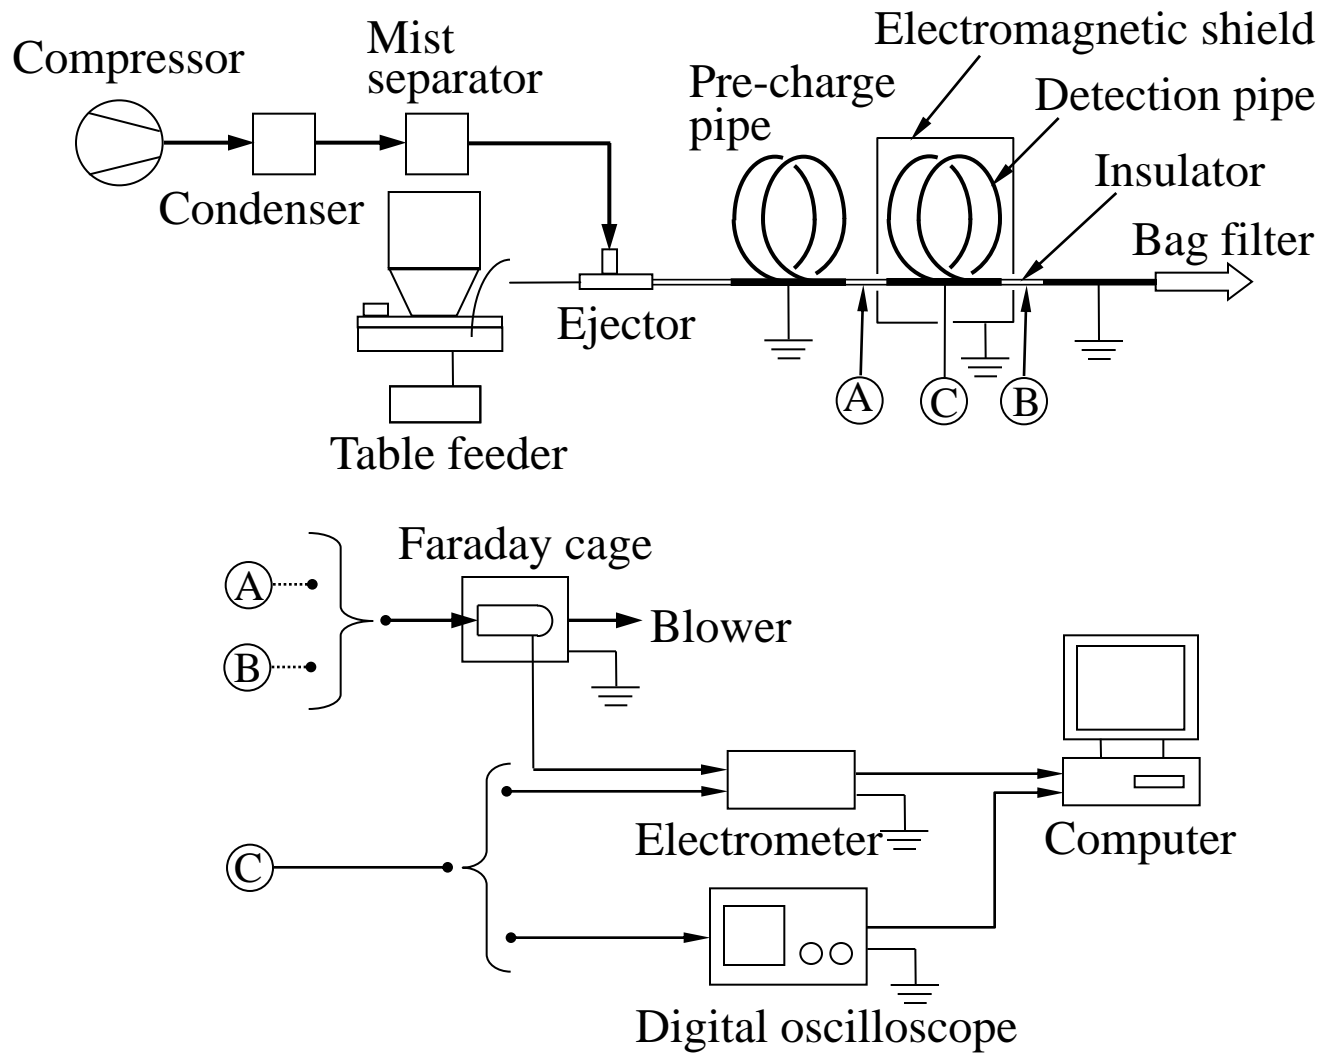 Compressor
Mist
separator
Condenser
Table feeder
Ejector
Pre-charge
pipe
Electromagnetic shield
Detection pipe
Insulator
Bag filter
A
C
B
Faraday cage
A
B
Blower
Electrometer
Computer
C
Digital oscilloscope